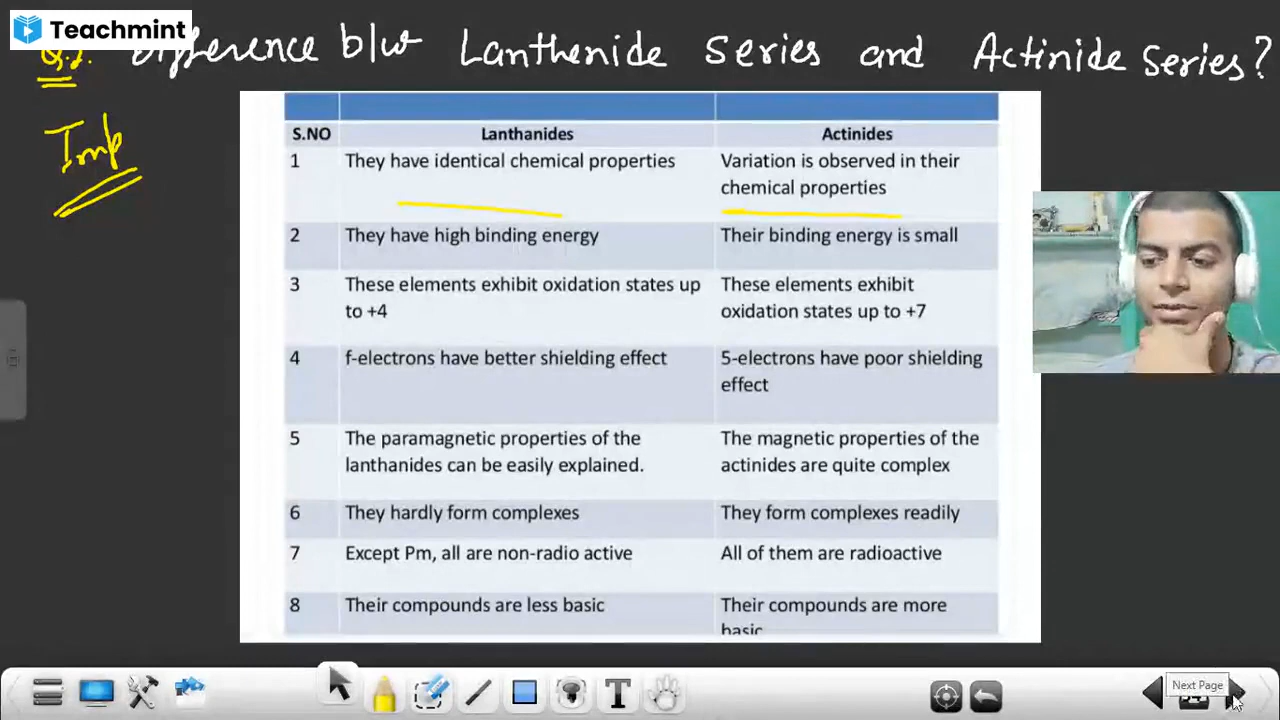 Teachmint
Q.2. Difference b/w Lanthenide Series and Actinide Series?
Imp
S.NO Lanthanides Actinides
1 They have identical chemical properties Variation is observed in their
chemical properties
2 They have high binding energy Their binding energy is small
3 These elements exhibit oxidation states up These elements exhibit
to +4 oxidation states up to +7
4 f-electrons have better shielding effect 5-electrons have poor shielding
effect
5 The paramagnetic properties of the The magnetic properties of the
lanthanides can be easily explained. actinides are quite complex
6 They hardly form complexes They form complexes readily
7 Except Pm, all are non-radio active All of them are radioactive
8 Their compounds are less basic Their compounds are more
basic
Next Page